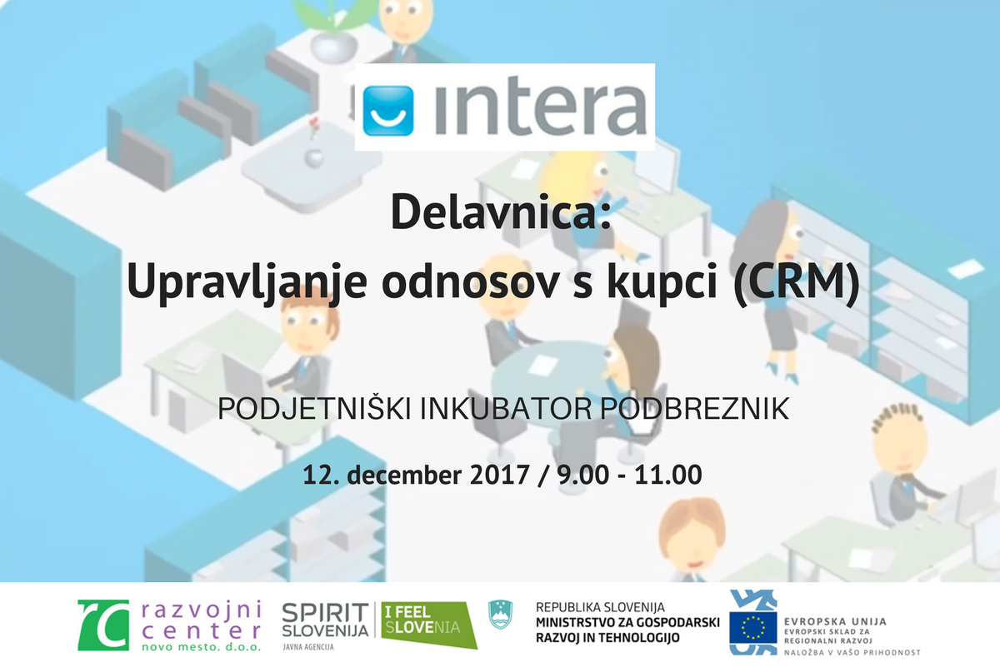 intera
Delavnica:
Upravljanje odnosov s kupci (CRM)
PODJETNIŠKI INKUBATOR PODBREZNIK
12. december 2017 / 9.00 - 11.00
rc
razvojni
center
novo mesto, d.o.o.
SPIRIT
SLOVENIJA
JAVNA AGENCIJA
I FEEL
SLOVENIA
REPUBLIKA SLOVENIJA
MINISTRSTVO ZA GOSPODARSKI
RAZVOJ IN TEHNOLOGIJO
EVROPSKA UNIJA
EVROPSKI SKLAD ZA
REGIONALNI RAZVOJ
NALOŽBA V VAŠO PRIHODNOST